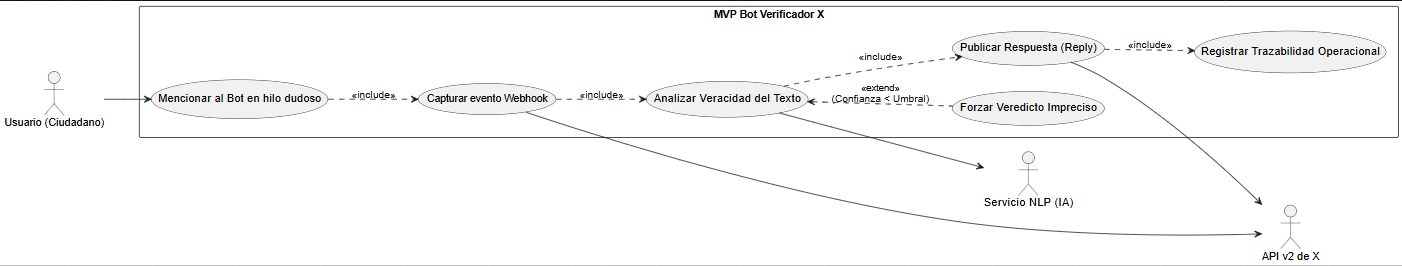 MVP Bot Verificador X
Usuario (Ciudadano)
Mencionar al Bot en hilo dudoso
«include»
Capturar evento Webhook
«include»
Analizar Veracidad del Texto
«include»
Publicar Respuesta (Reply)
«include»
Registrar Trazabilidad Operacional
«extend»
(Confianza < Umbral)
Forzar Veredicto Impreciso
Servicio NLP (IA)
API v2 de X